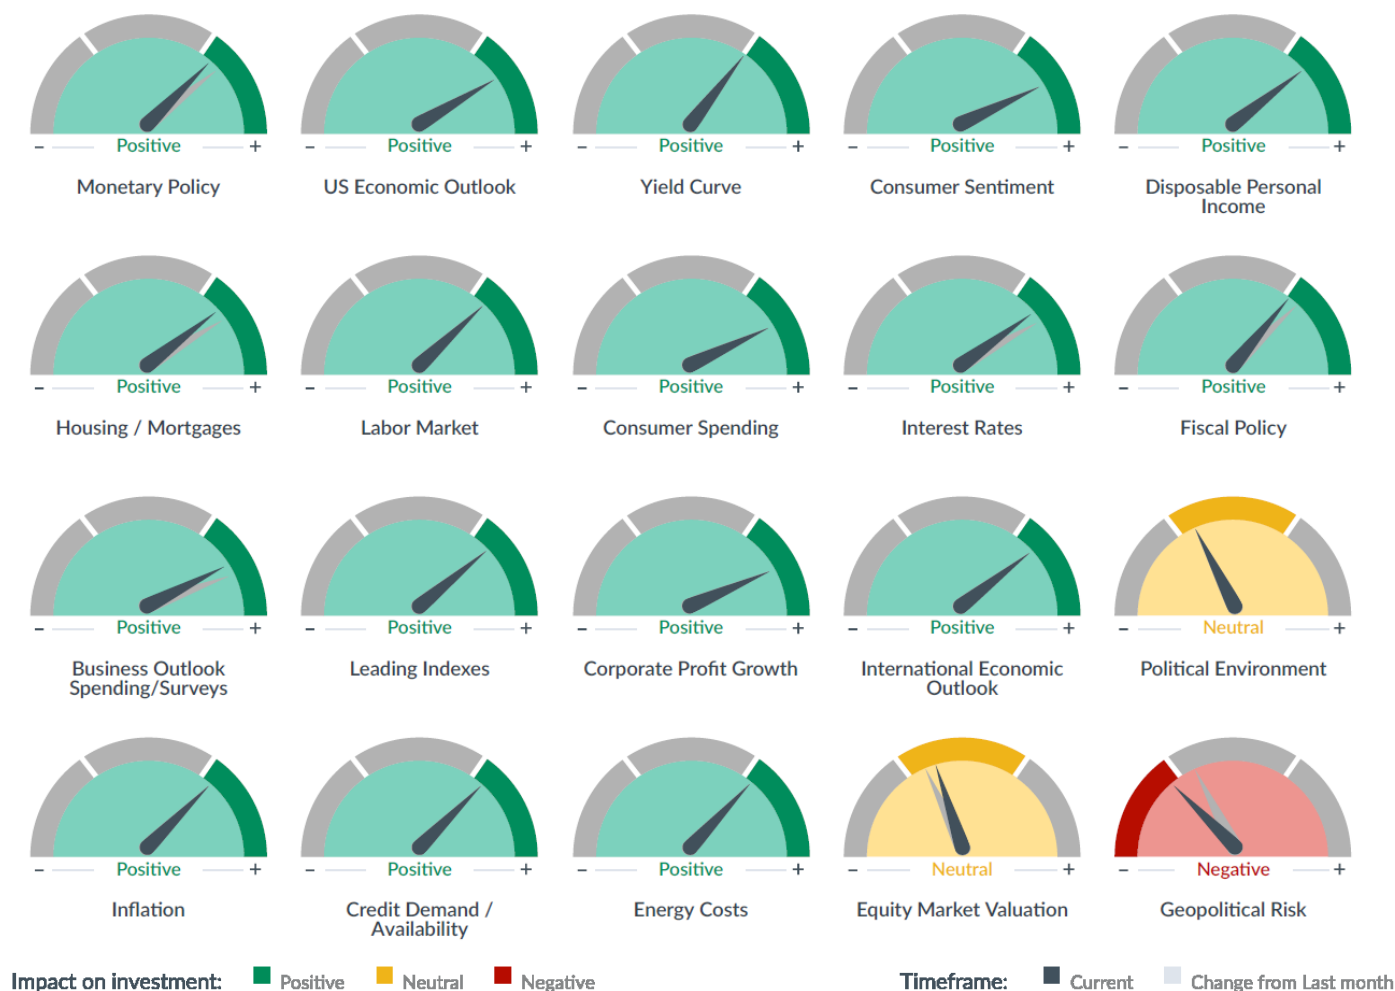 - Positive +
- Positive +
- Positive +
- Positive +
- Positive +
Monetary Policy
US Economic Outlook
Yield Curve
Consumer Sentiment
Disposable Personal
Income
- Positive +
- Positive +
- Positive +
- Positive +
- Positive +
Housing / Mortgages
Labor Market
Consumer Spending
Interest Rates
Fiscal Policy
- Positive +
- Positive +
- Positive +
- Positive +
- Neutral +
Business Outlook
Spending/Surveys
Leading Indexes
Corporate Profit Growth
International Economic
Outlook
Political Environment
- Positive +
- Positive +
- Positive +
- Neutral +
- Negative +
Inflation
Credit Demand /
Availability
Energy Costs
Equity Market Valuation
Geopolitical Risk
Impact on investment: Positive Neutral Negative
Timeframe: Current Change from Last month